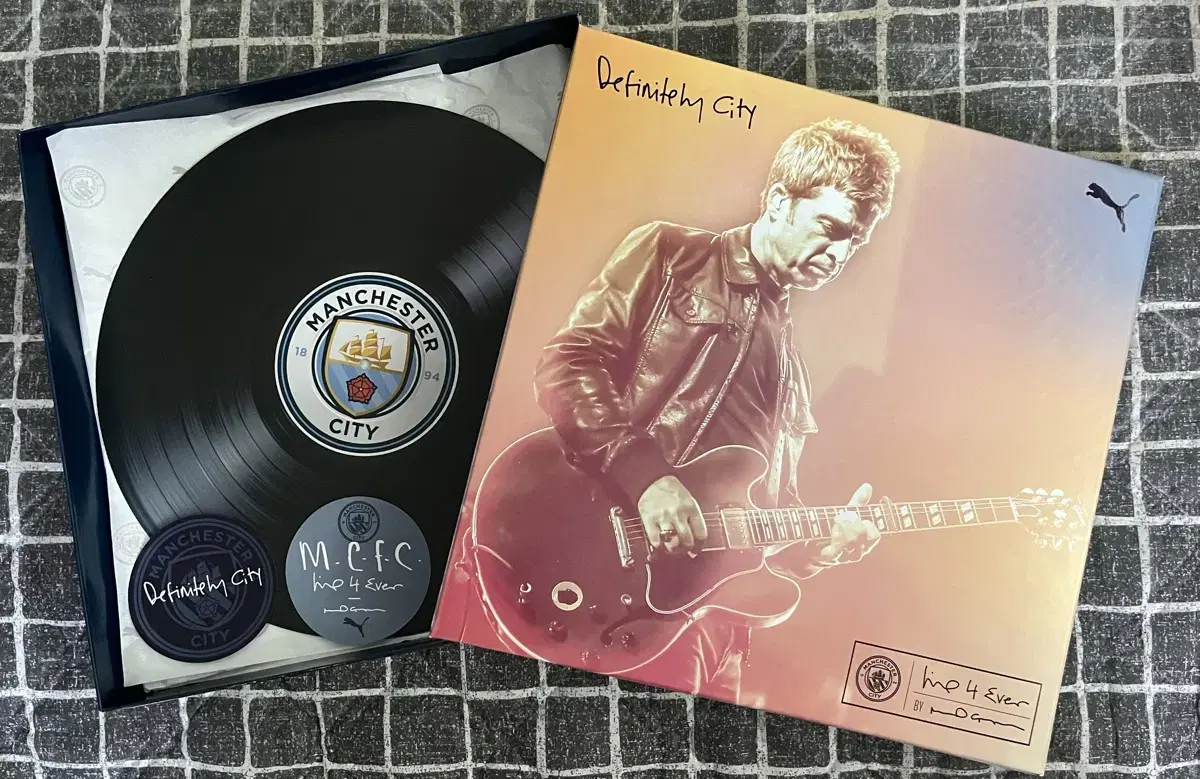 Definitely City
MANCHESTER
18 94
CITY
MANCHESTER
Definitely City
CITY
M.C.F.C.
Live 4 Ever
MANCHESTER
CITY
Live 4 Ever
BY